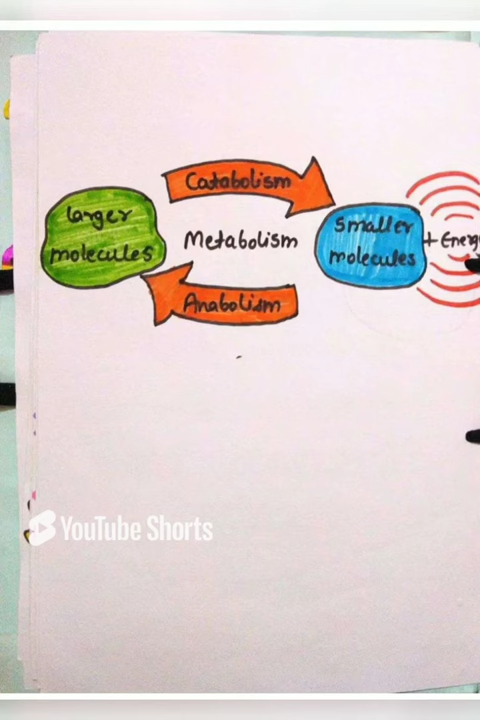 Catabolism
larger
molecules
Metabolism
smaller
molecules
+
Anabolism
YouTube Shorts